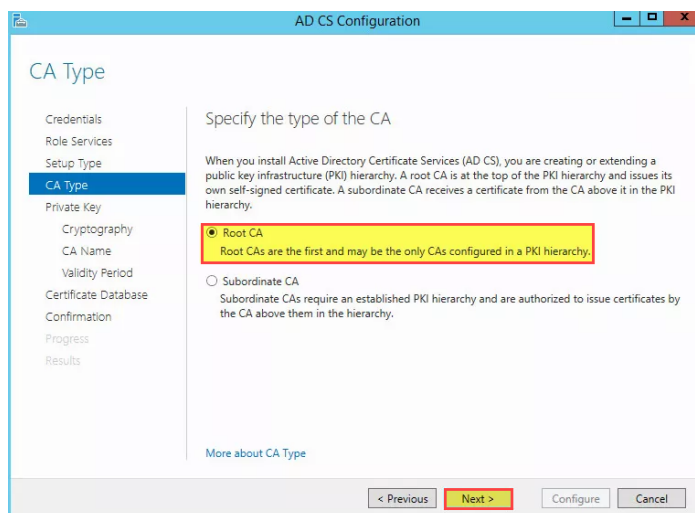 AD CS Configuration
CA Type
Credentials
Role Services
Setup Type
CA Type
Private Key
Cryptography
CA Name
Validity Period
Certificate Database
Confirmation
Progress
Results
Specify the type of the CA
When you install Active Directory Certificate Services (AD CS), you are creating or extending a
public key infrastructure (PKI) hierarchy. A root CA is at the top of the PKI hierarchy and issues its
own self-signed certificate. A subordinate CA receives a certificate from the CA above it in the PKI
hierarchy.
Root CA
Root CAs are the first and may be the only CAs configured in a PKI hierarchy.
Subordinate CA
Subordinate CAs require an established PKI hierarchy and are authorized to issue certificates by
the CA above them in the hierarchy.
More about CA Type
< Previous
Next >
Configure
Cancel